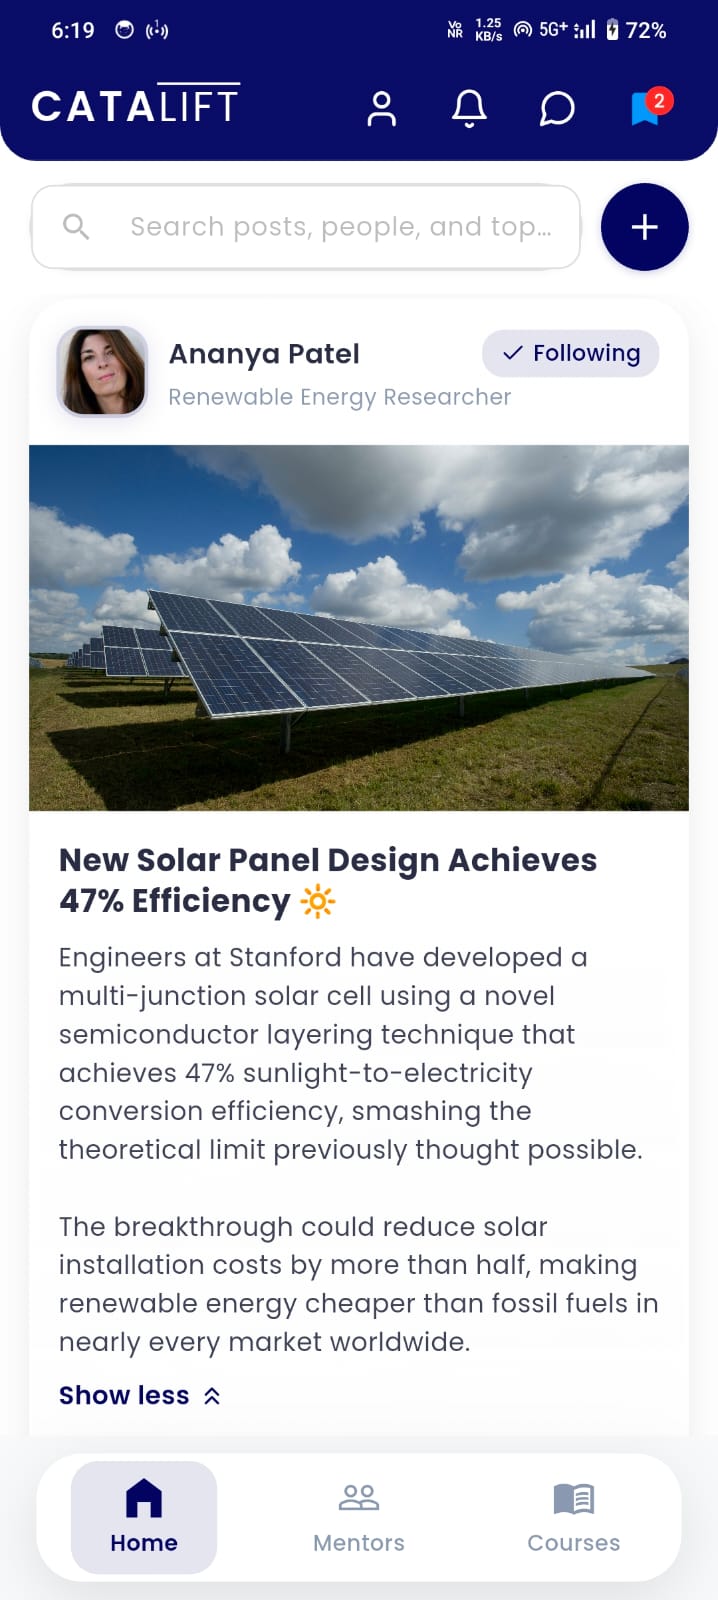 6:19
Vo NR 1.25 KB/s 5G+ 72%
CATALIFT
2
Search posts, people, and top...
Ananya Patel
Following
Renewable Energy Researcher
New Solar Panel Design Achieves
47% Efficiency
Engineers at Stanford have developed a
multi-junction solar cell using a novel
semiconductor layering technique that
achieves 47% sunlight-to-electricity
conversion efficiency, smashing the
theoretical limit previously thought possible.
The breakthrough could reduce solar
installation costs by more than half, making
renewable energy cheaper than fossil fuels in
nearly every market worldwide.
Show less
Home
Mentors
Courses